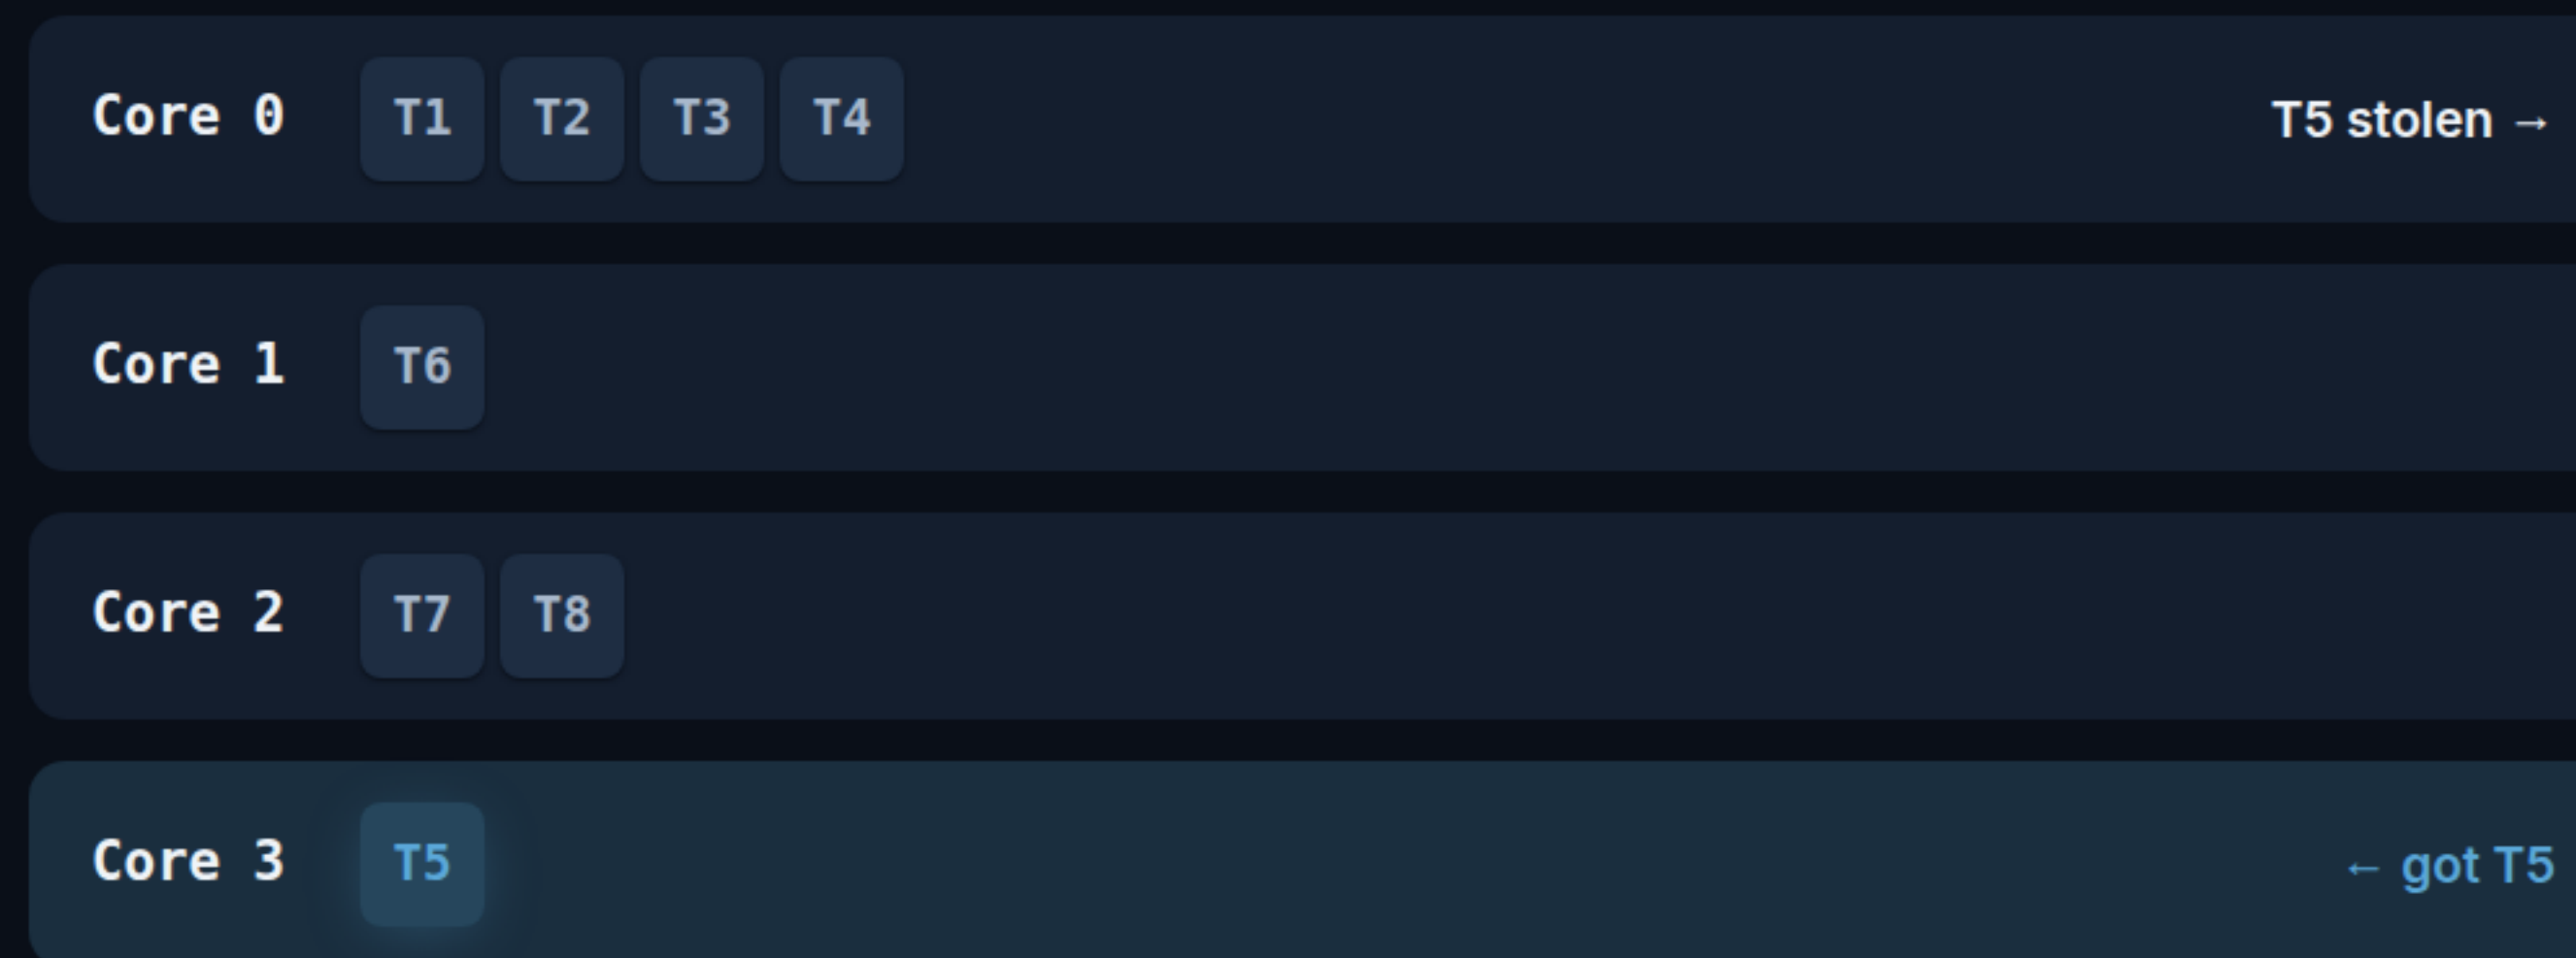 Core 0 T1 T2 T3 T4 T5 stolen →
Core 1 T6
Core 2 T7 T8
Core 3 T5 ← got T5